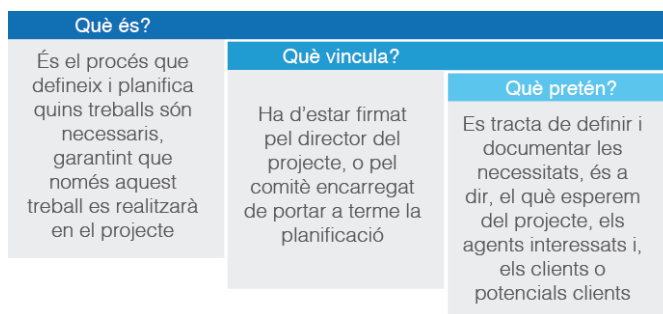 Què és?
És el procés que
defineix i planifica
quins treballs són
necessaris,
garantint que
només aquest
treball es realitzarà
en el projecte
Què vincula?
Ha d’estar firmat
pel director del
projecte, o pel
comitè encarregat
de portar a terme la
planificació
Què pretén?
Es tracta de definir i
documentar les
necessitats, és a
dir, el què esperem
del projecte, els
agents interessats i,
els clients o
potencials clients